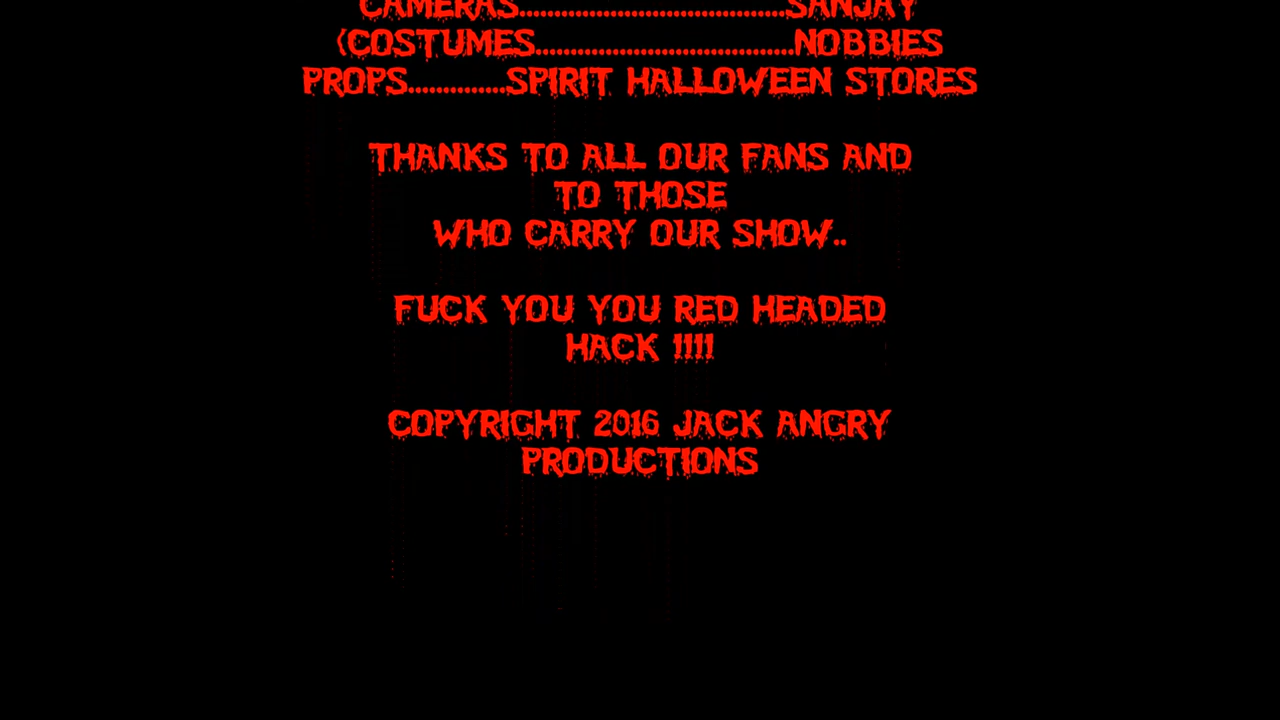 CAMERAS......................................SANJAY
(COSTUMES.....................................NOBBIES
PROPS..............SPIRIT HALLOWEEN STORES
THANKS TO ALL OUR FANS AND
TO THOSE
WHO CARRY OUR SHOW..
FUCK YOU YOU RED HEADED
HACK !!!!
COPYRIGHT 2016 JACK ANGRY
PRODUCTIONS